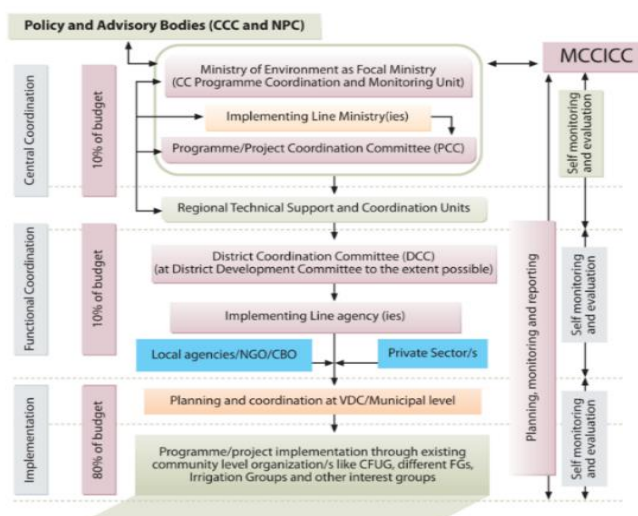 Policy and Advisory Bodies (CCC and NPC)
MCCICC
Ministry of Environment as Focal Ministry
(CC Programme Coordination and Monitoring Unit)
Implementing Line Ministry(ies)
Programme/Project Coordination Committee (PCC)
Central Coordination
10% of budget
Self monitoring
and evaluation
Regional Technical Support and Coordination Units
District Coordination Committee (DCC)
(at District Development Committee to the extent possible)
Implementing Line agency (ies)
Local agencies/NGO/CBO
Private Sector/s
Functional Coordination
10% of budget
Planning, monitoring and reporting
Self monitoring
and evaluation
Planning and coordination at VDC/Municipal level
Programme/project implementation through existing
community level organization/s like CFUG, different FGs,
Irrigation Groups and other interest groups
Implementation
80% of budget
Self monitoring
and evaluation